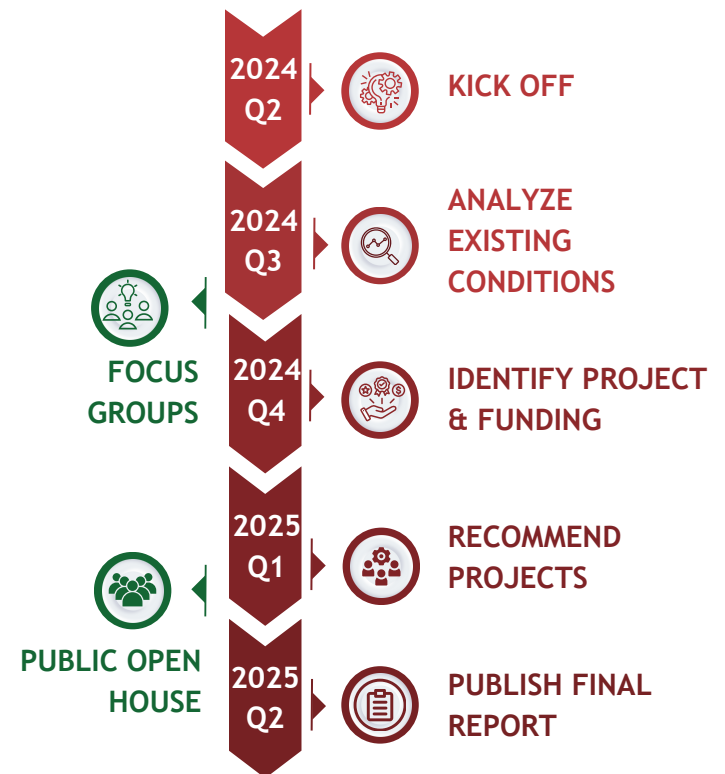 2024
Q2
KICK OFF
2024
Q3
ANALYZE
EXISTING
CONDITIONS
FOCUS
GROUPS
2024
Q4
IDENTIFY PROJECT
& FUNDING
2025
Q1
RECOMMEND
PROJECTS
PUBLIC OPEN
HOUSE
2025
Q2
PUBLISH FINAL
REPORT